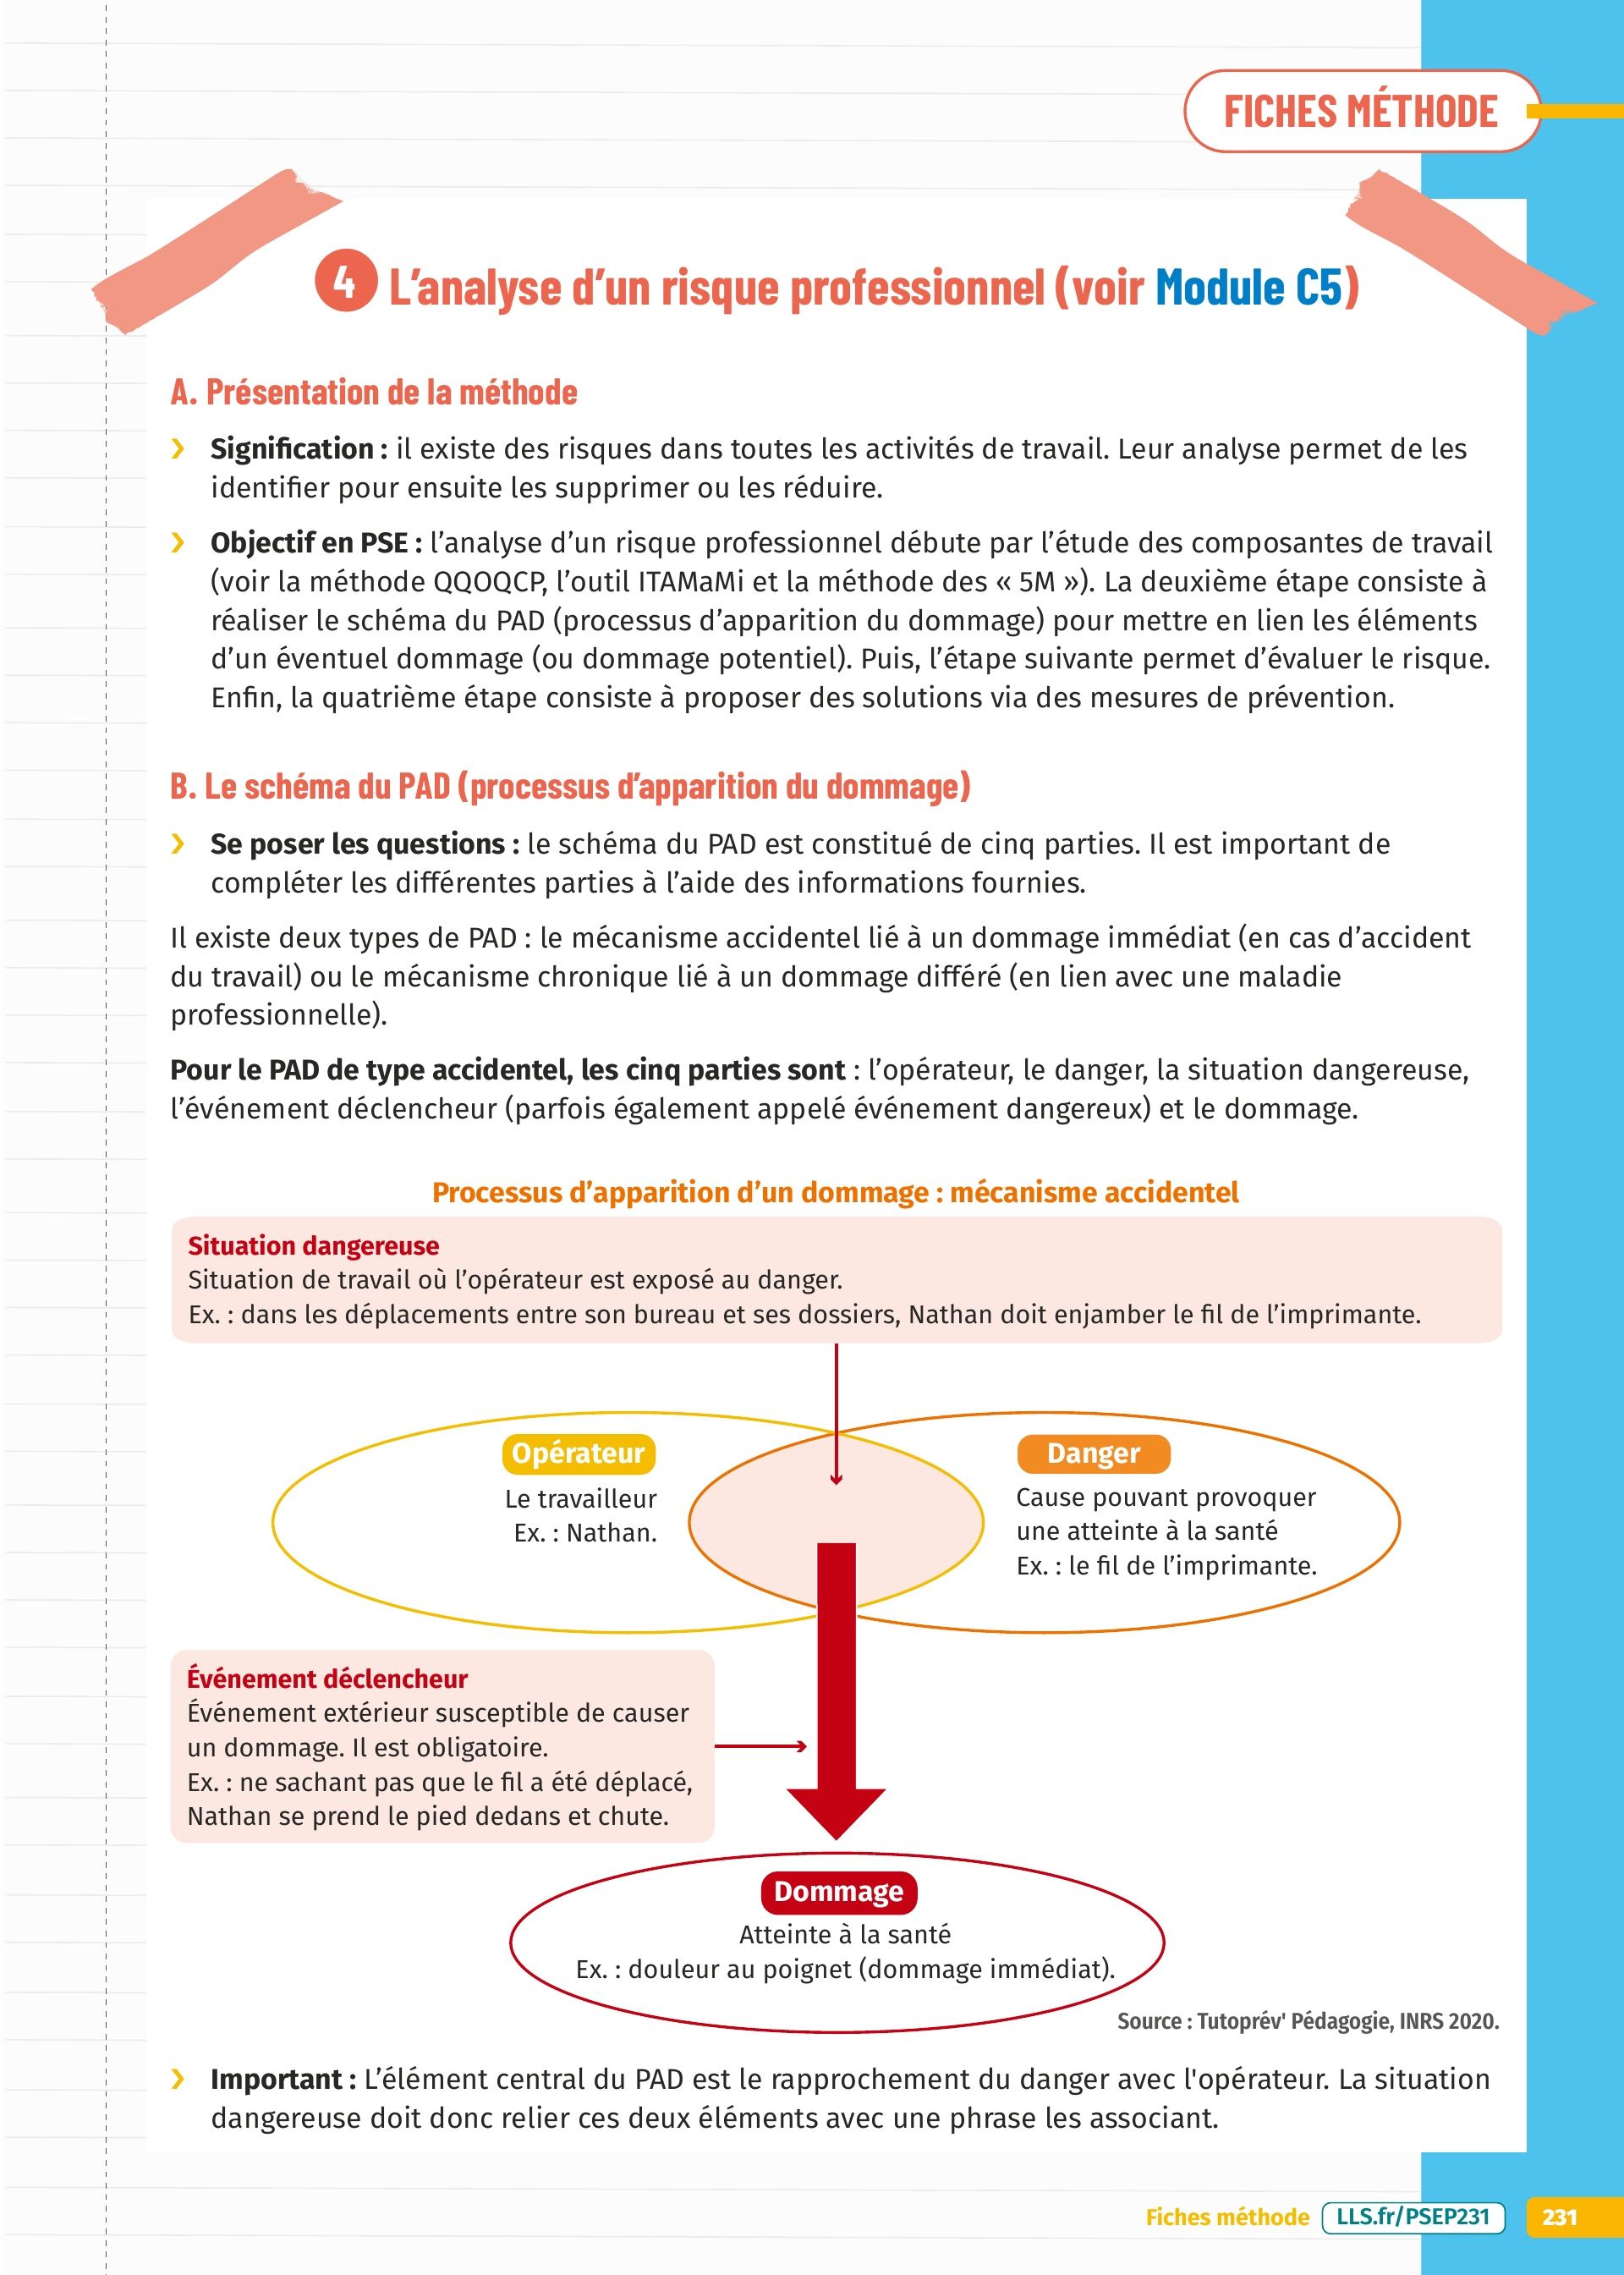 FICHES MÉTHODE
4 L’analyse d’un risque professionnel (voir Module C5)
A. Présentation de la méthode
› Signification : il existe des risques dans toutes les activités de travail. Leur analyse permet de les
identifier pour ensuite les supprimer ou les réduire.
› Objectif en PSE : l’analyse d’un risque professionnel débute par l’étude des composantes de travail
(voir la méthode QQOQCP, l’outil ITAMaMi et la méthode des « 5M »). La deuxième étape consiste à
réaliser le schéma du PAD (processus d’apparition du dommage) pour mettre en lien les éléments
d’un éventuel dommage (ou dommage potentiel). Puis, l’étape suivante permet d’évaluer le risque.
Enfin, la quatrième étape consiste à proposer des solutions via des mesures de prévention.
B. Le schéma du PAD (processus d’apparition du dommage)
› Se poser les questions : le schéma du PAD est constitué de cinq parties. Il est important de
compléter les différentes parties à l’aide des informations fournies.
Il existe deux types de PAD : le mécanisme accidentel lié à un dommage immédiat (en cas d’accident
du travail) ou le mécanisme chronique lié à un dommage différé (en lien avec une maladie
professionnelle).
Pour le PAD de type accidentel, les cinq parties sont : l’opérateur, le danger, la situation dangereuse,
l’événement déclencheur (parfois également appelé événement dangereux) et le dommage.
Processus d’apparition d’un dommage : mécanisme accidentel
Situation dangereuse
Situation de travail où l’opérateur est exposé au danger.
Ex. : dans les déplacements entre son bureau et ses dossiers, Nathan doit enjamber le fil de l’imprimante.
Opérateur
Le travailleur
Ex. : Nathan.
Danger
Cause pouvant provoquer
une atteinte à la santé
Ex. : le fil de l’imprimante.
Événement déclencheur
Événement extérieur susceptible de causer
un dommage. Il est obligatoire.
Ex. : ne sachant pas que le fil a été déplacé,
Nathan se prend le pied dedans et chute.
Dommage
Atteinte à la santé
Ex. : douleur au poignet (dommage immédiat).
Source : Tutoprév' Pédagogie, INRS 2020.
› Important : L’élément central du PAD est le rapprochement du danger avec l'opérateur. La situation
dangereuse doit donc relier ces deux éléments avec une phrase les associant.
Fiches méthode LLS.fr/PSEP231 231